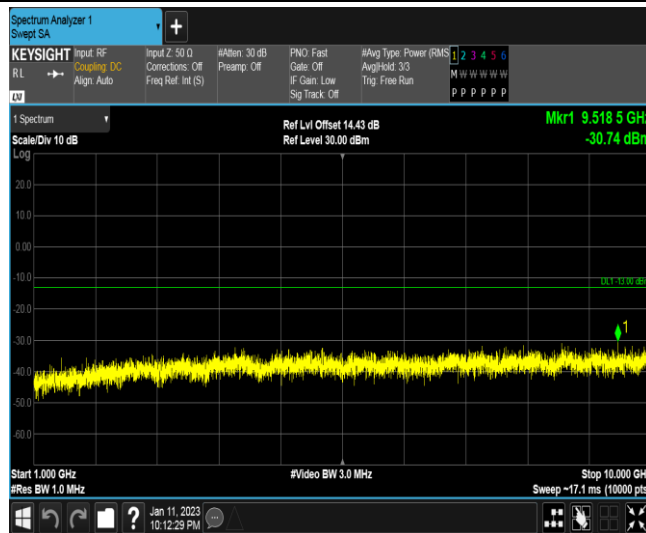 Spectrum Analyzer 1
Swept SA
+
KEYSIGHT
RL
LXI
Input: RF
Coupling: DC
Align: Auto
Input Z: 50 Ω
Corrections: Off
Freq Ref: Int (S)
#Atten: 30 dB
Preamp: Off
PNO: Fast
Gate: Off
IF Gain: Low
Sig Track: Off
#Avg Type: Power (RMS
Avg|Hold: 3/3
Trig: Free Run
1 2 3 4 5 6
M W W W W W
P P P P P P
1 Spectrum
Scale/Div 10 dB
Log
Ref Lvl Offset 14.43 dB
Ref Level 30.00 dBm
Mkr1 9.518 5 GHz
-30.74 dBm
20.0
10.0
0.00
-10.0
DL1 -13.00 dBm
-20.0
-30.0
1
-40.0
-50.0
-60.0
Start 1.000 GHz
#Res BW 1.0 MHz
#Video BW 3.0 MHz
Stop 10.000 GHz
Sweep ~17.1 ms (10000 pts)
?
Jan 11, 2023
10:12:29 PM